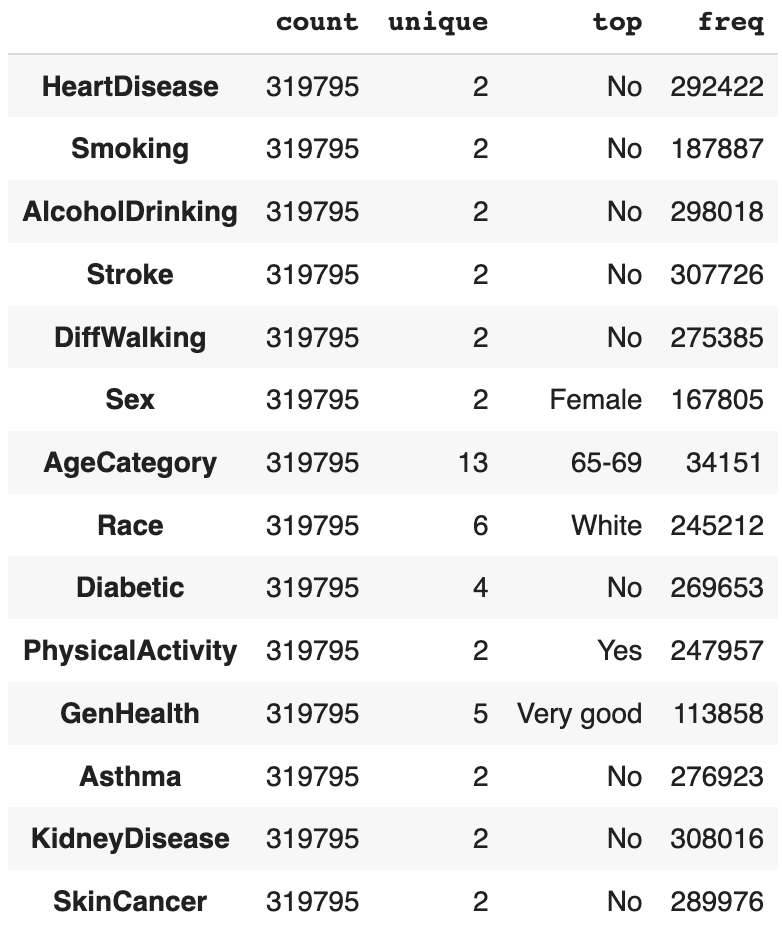 count unique top freq
HeartDisease 319795 2 No 292422
Smoking 319795 2 No 187887
AlcoholDrinking 319795 2 No 298018
Stroke 319795 2 No 307726
DiffWalking 319795 2 No 275385
Sex 319795 2 Female 167805
AgeCategory 319795 13 65-69 34151
Race 319795 6 White 245212
Diabetic 319795 4 No 269653
PhysicalActivity 319795 2 Yes 247957
GenHealth 319795 5 Very good 113858
Asthma 319795 2 No 276923
KidneyDisease 319795 2 No 308016
SkinCancer 319795 2 No 289976